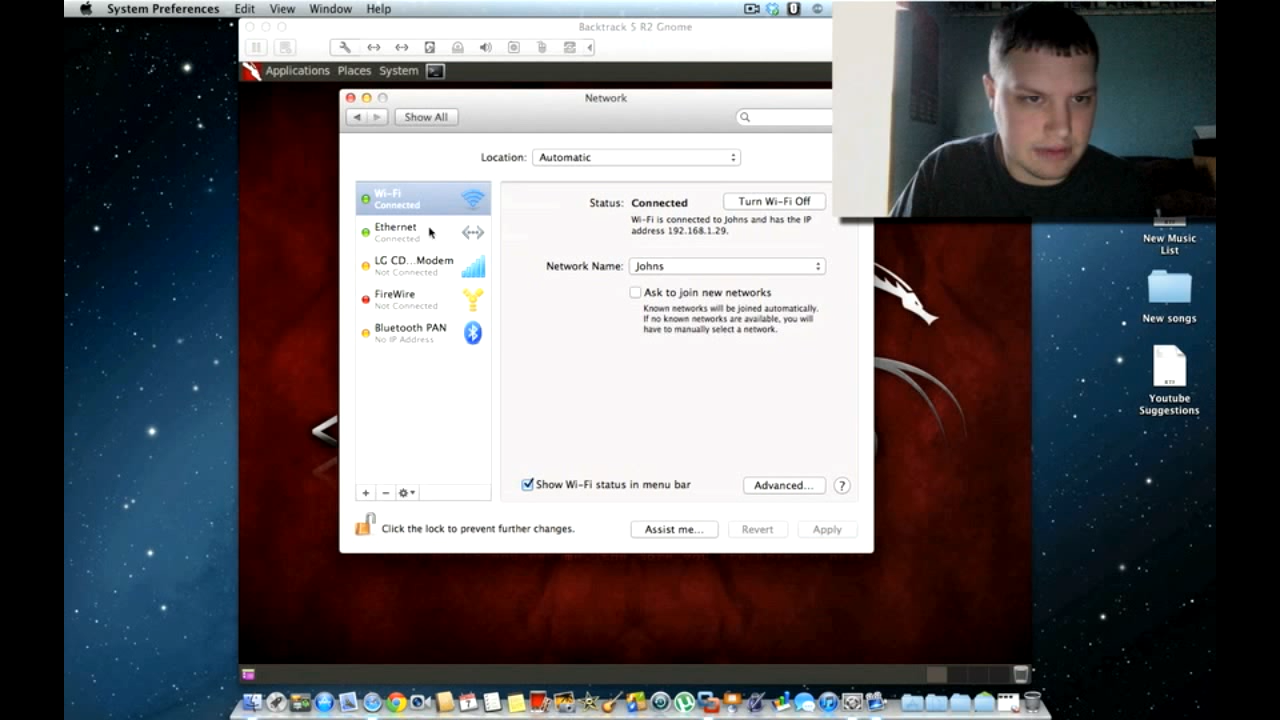 System Preferences Edit View Window Help
Backtrack 5 R2 Gnome
Applications Places System
Network
Show All
Location: Automatic
Wi-Fi
Connected
Ethernet
Connected
LG CD...Modem
Not Connected
FireWire
Not Connected
Bluetooth PAN
No IP Address
Status: Connected Turn Wi-Fi Off
Wi-Fi is connected to Johns and has the IP
address 192.168.1.29.
Network Name: Johns
Ask to join new networks
Known networks will be joined automatically.
If no known networks are available, you will
have to manually select a network.
Show Wi-Fi status in menu bar Advanced... ?
Click the lock to prevent further changes. Assist me... Revert Apply
New Music
List
New songs
Youtube
Suggestions